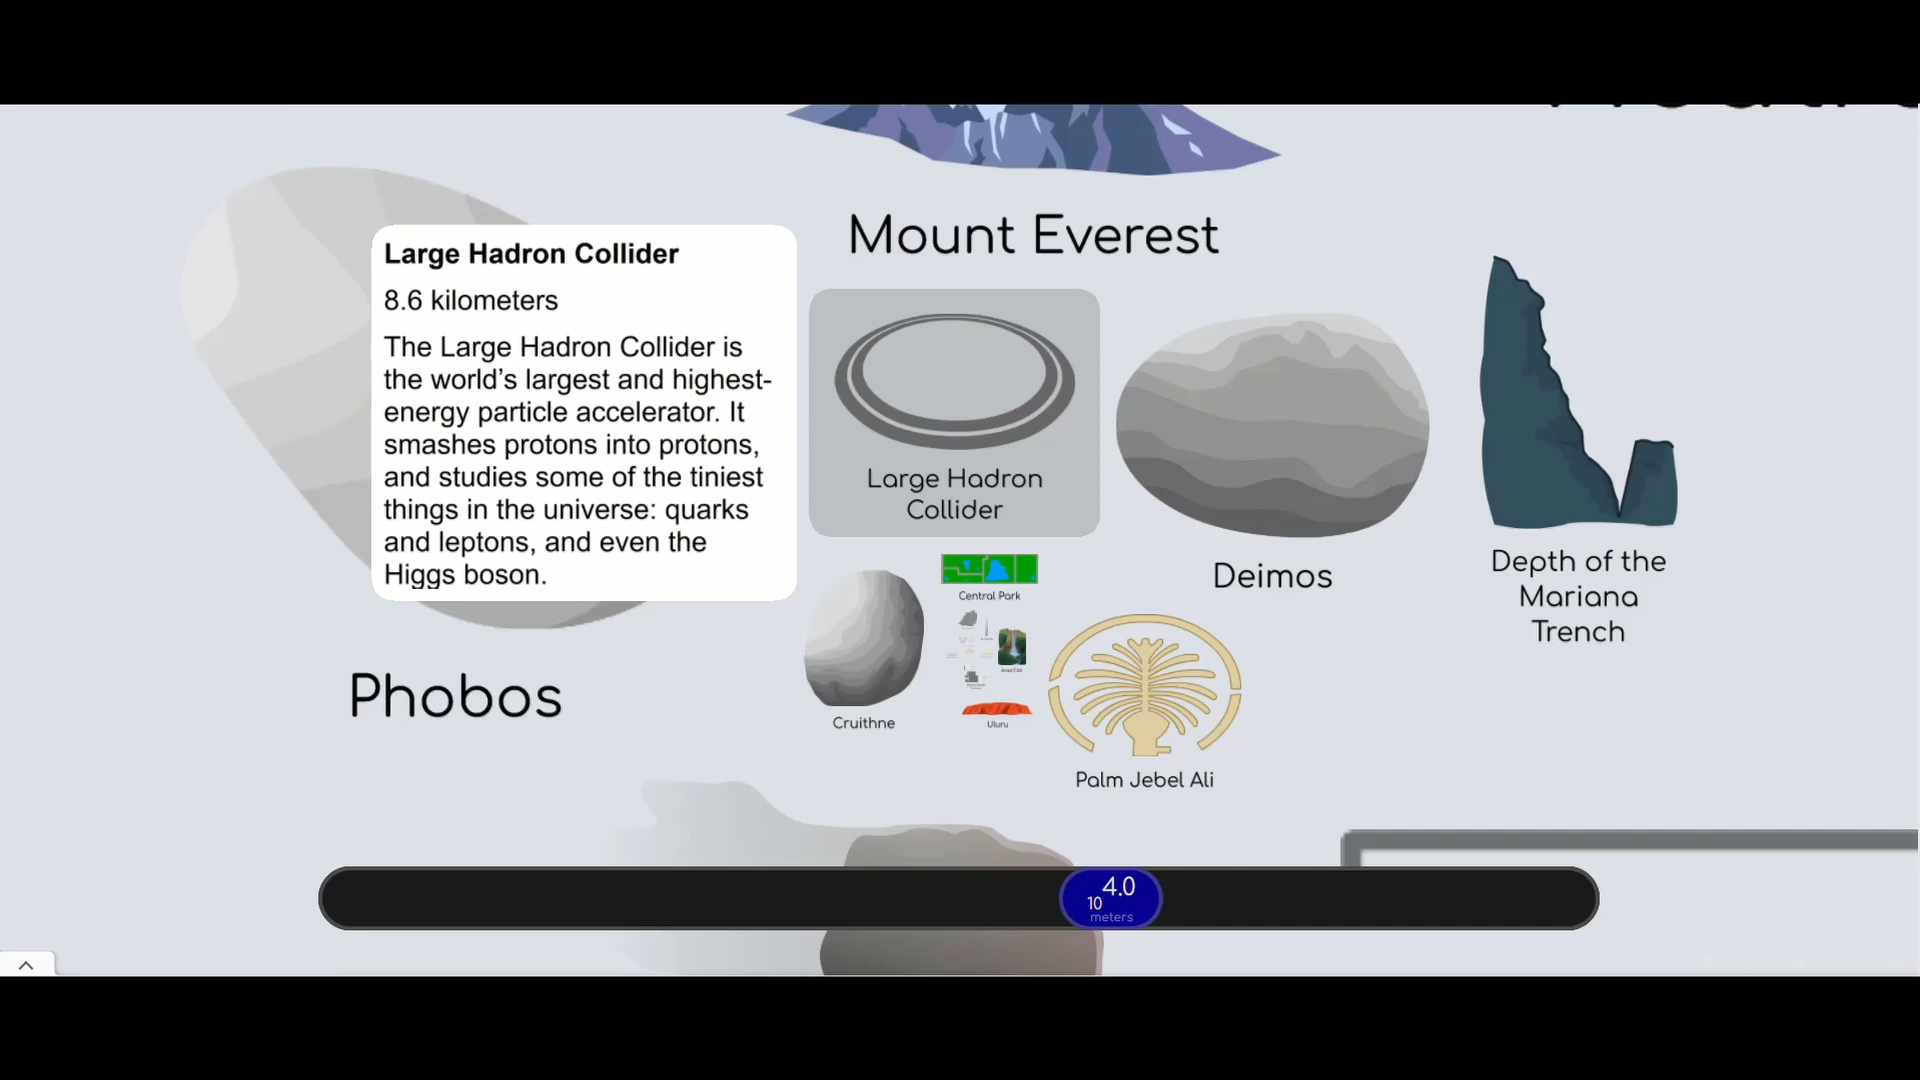 Mount Everest
Large Hadron Collider
8.6 kilometers
The Large Hadron Collider is
the world’s largest and highest-
energy particle accelerator. It
smashes protons into protons,
and studies some of the tiniest
things in the universe: quarks
and leptons, and even the
Higgs boson.
Large Hadron
Collider
Deimos
Depth of the
Mariana
Trench
Central Park
Cruithne
Uluru
Phobos
Palm Jebel Ali
10 4.0
meters